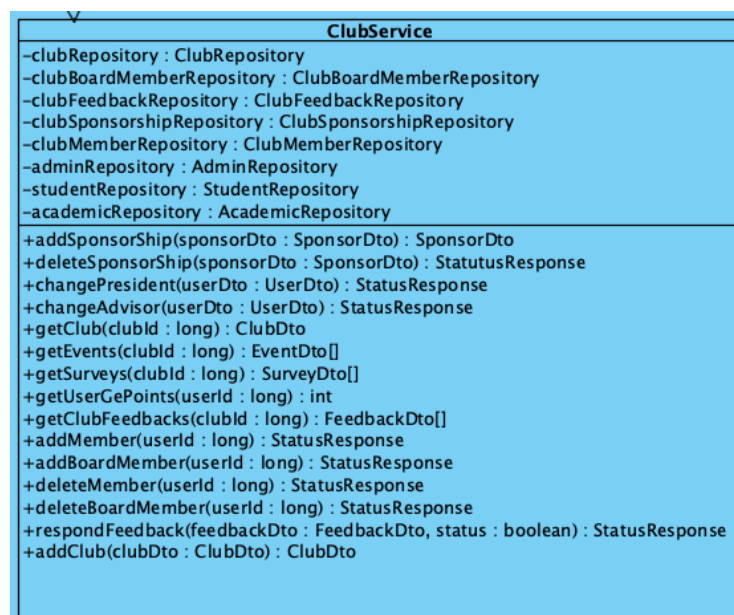 ClubService
-clubRepository : ClubRepository
-clubBoardMemberRepository : ClubBoardMemberRepository
-clubFeedbackRepository : ClubFeedbackRepository
-clubSponsorshipRepository : ClubSponsorshipRepository
-clubMemberRepository : ClubMemberRepository
-adminRepository : AdminRepository
-studentRepository : StudentRepository
-academicRepository : AcademicRepository
+addSponsorShip(sponsorDto : SponsorDto) : SponsorDto
+deleteSponsorShip(sponsorDto : SponsorDto) : StatutusResponse
+changePresident(userDto : UserDto) : StatusResponse
+changeAdvisor(userDto : UserDto) : StatusResponse
+getClub(clubId : long) : ClubDto
+getEvents(clubId : long) : EventDto[]
+getSurveys(clubId : long) : SurveyDto[]
+getUserGePoints(userId : long) : int
+getClubFeedbacks(clubId : long) : FeedbackDto[]
+addMember(userId : long) : StatusResponse
+addBoardMember(userId : long) : StatusResponse
+deleteMember(userId : long) : StatusResponse
+deleteBoardMember(userId : long) : StatusResponse
+respondFeedback(feedbackDto : FeedbackDto, status : boolean) : StatusResponse
+addClub(clubDto : ClubDto) : ClubDto